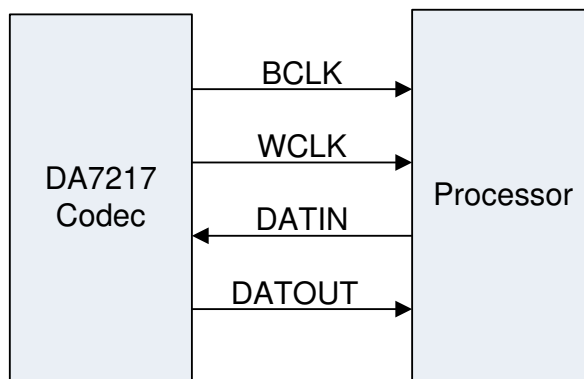 DA7217
Codec
BCLK
WCLK
DATIN
DATOUT
Processor